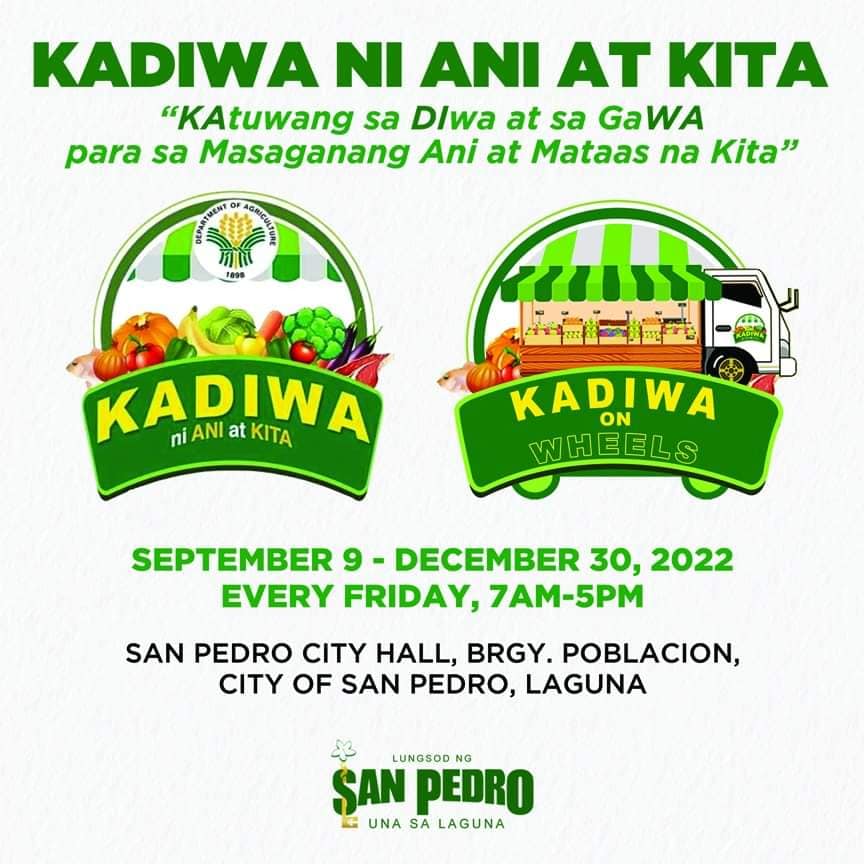 KADIWA NI ANI AT KITA
“KAtuwang sa DIwa at sa GaWA
para sa Masaganang Ani at Mataas na Kita”
DEPARTMENT OF AGRICULTURE
1898
KADIWA
ni ANI at KITA
KADIWA
KADIWA
ON
WHEELS
SEPTEMBER 9 - DECEMBER 30, 2022
EVERY FRIDAY, 7AM-5PM
SAN PEDRO CITY HALL, BRGY. POBLACION,
CITY OF SAN PEDRO, LAGUNA
LUNGSOD NG
SAN PEDRO
UNA SA LAGUNA